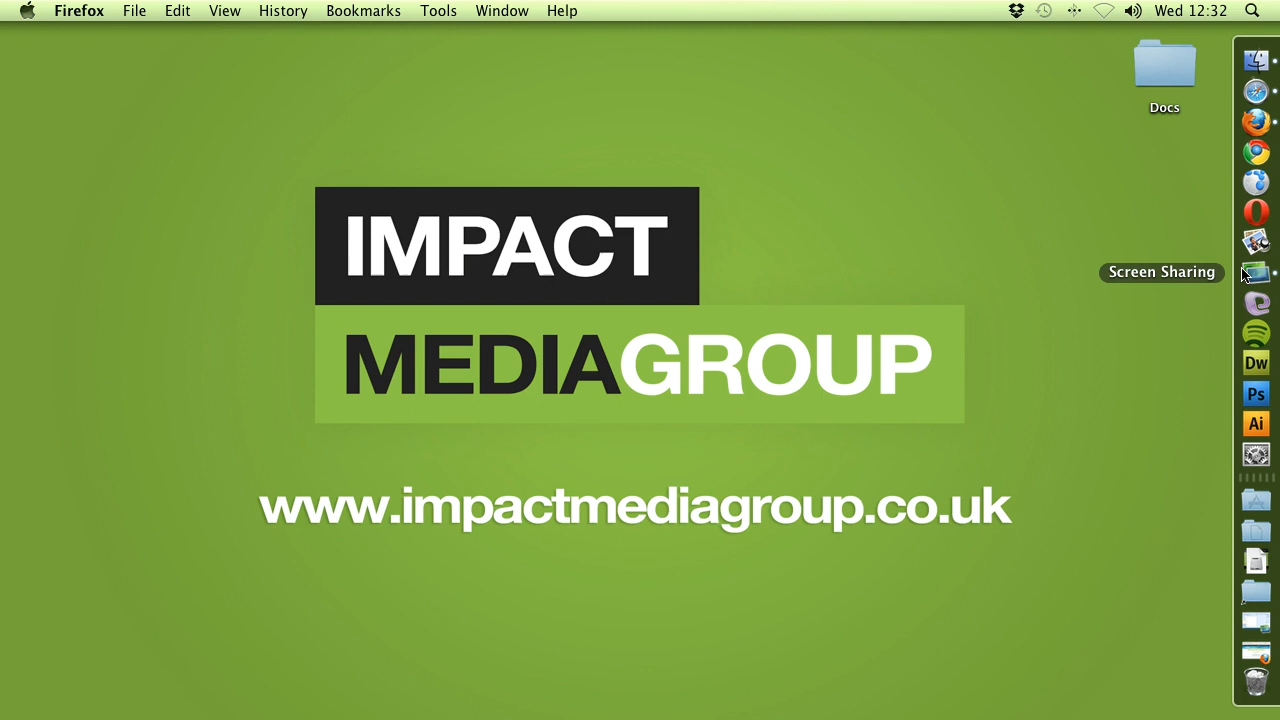 Firefox File Edit View History Bookmarks Tools Window Help Wed 12:32
Docs
IMPACT
Screen Sharing
MEDIAGROUP
Dw
Ps
Ai
www.impactmediagroup.co.uk